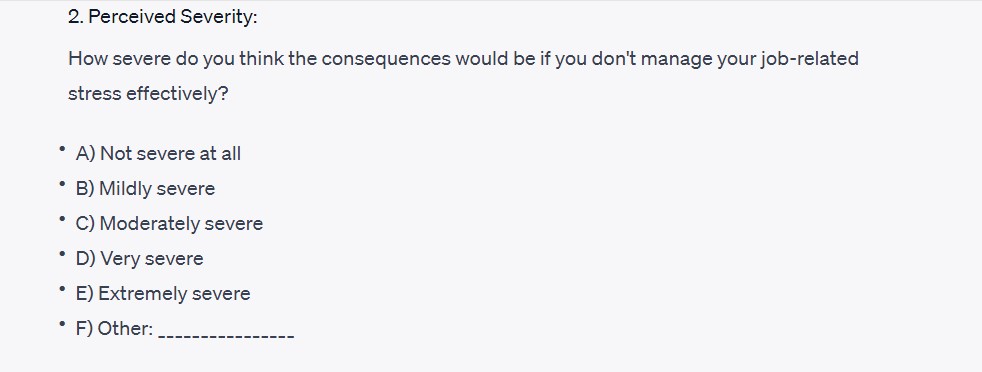 2. Perceived Severity:
How severe do you think the consequences would be if you don't manage your job-related
stress effectively?
• A) Not severe at all
• B) Mildly severe
• C) Moderately severe
• D) Very severe
• E) Extremely severe
• F) Other: ________________